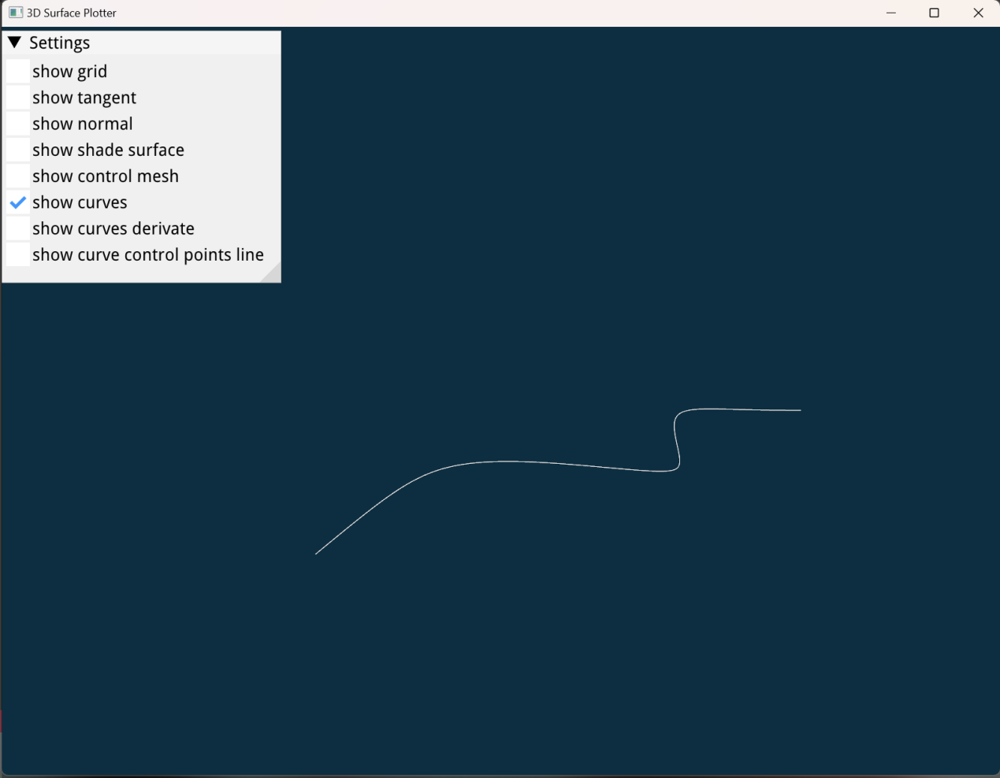 3D Surface Plotter
Settings
show grid
show tangent
show normal
show shade surface
show control mesh
show curves
show curves derivate
show curve control points line